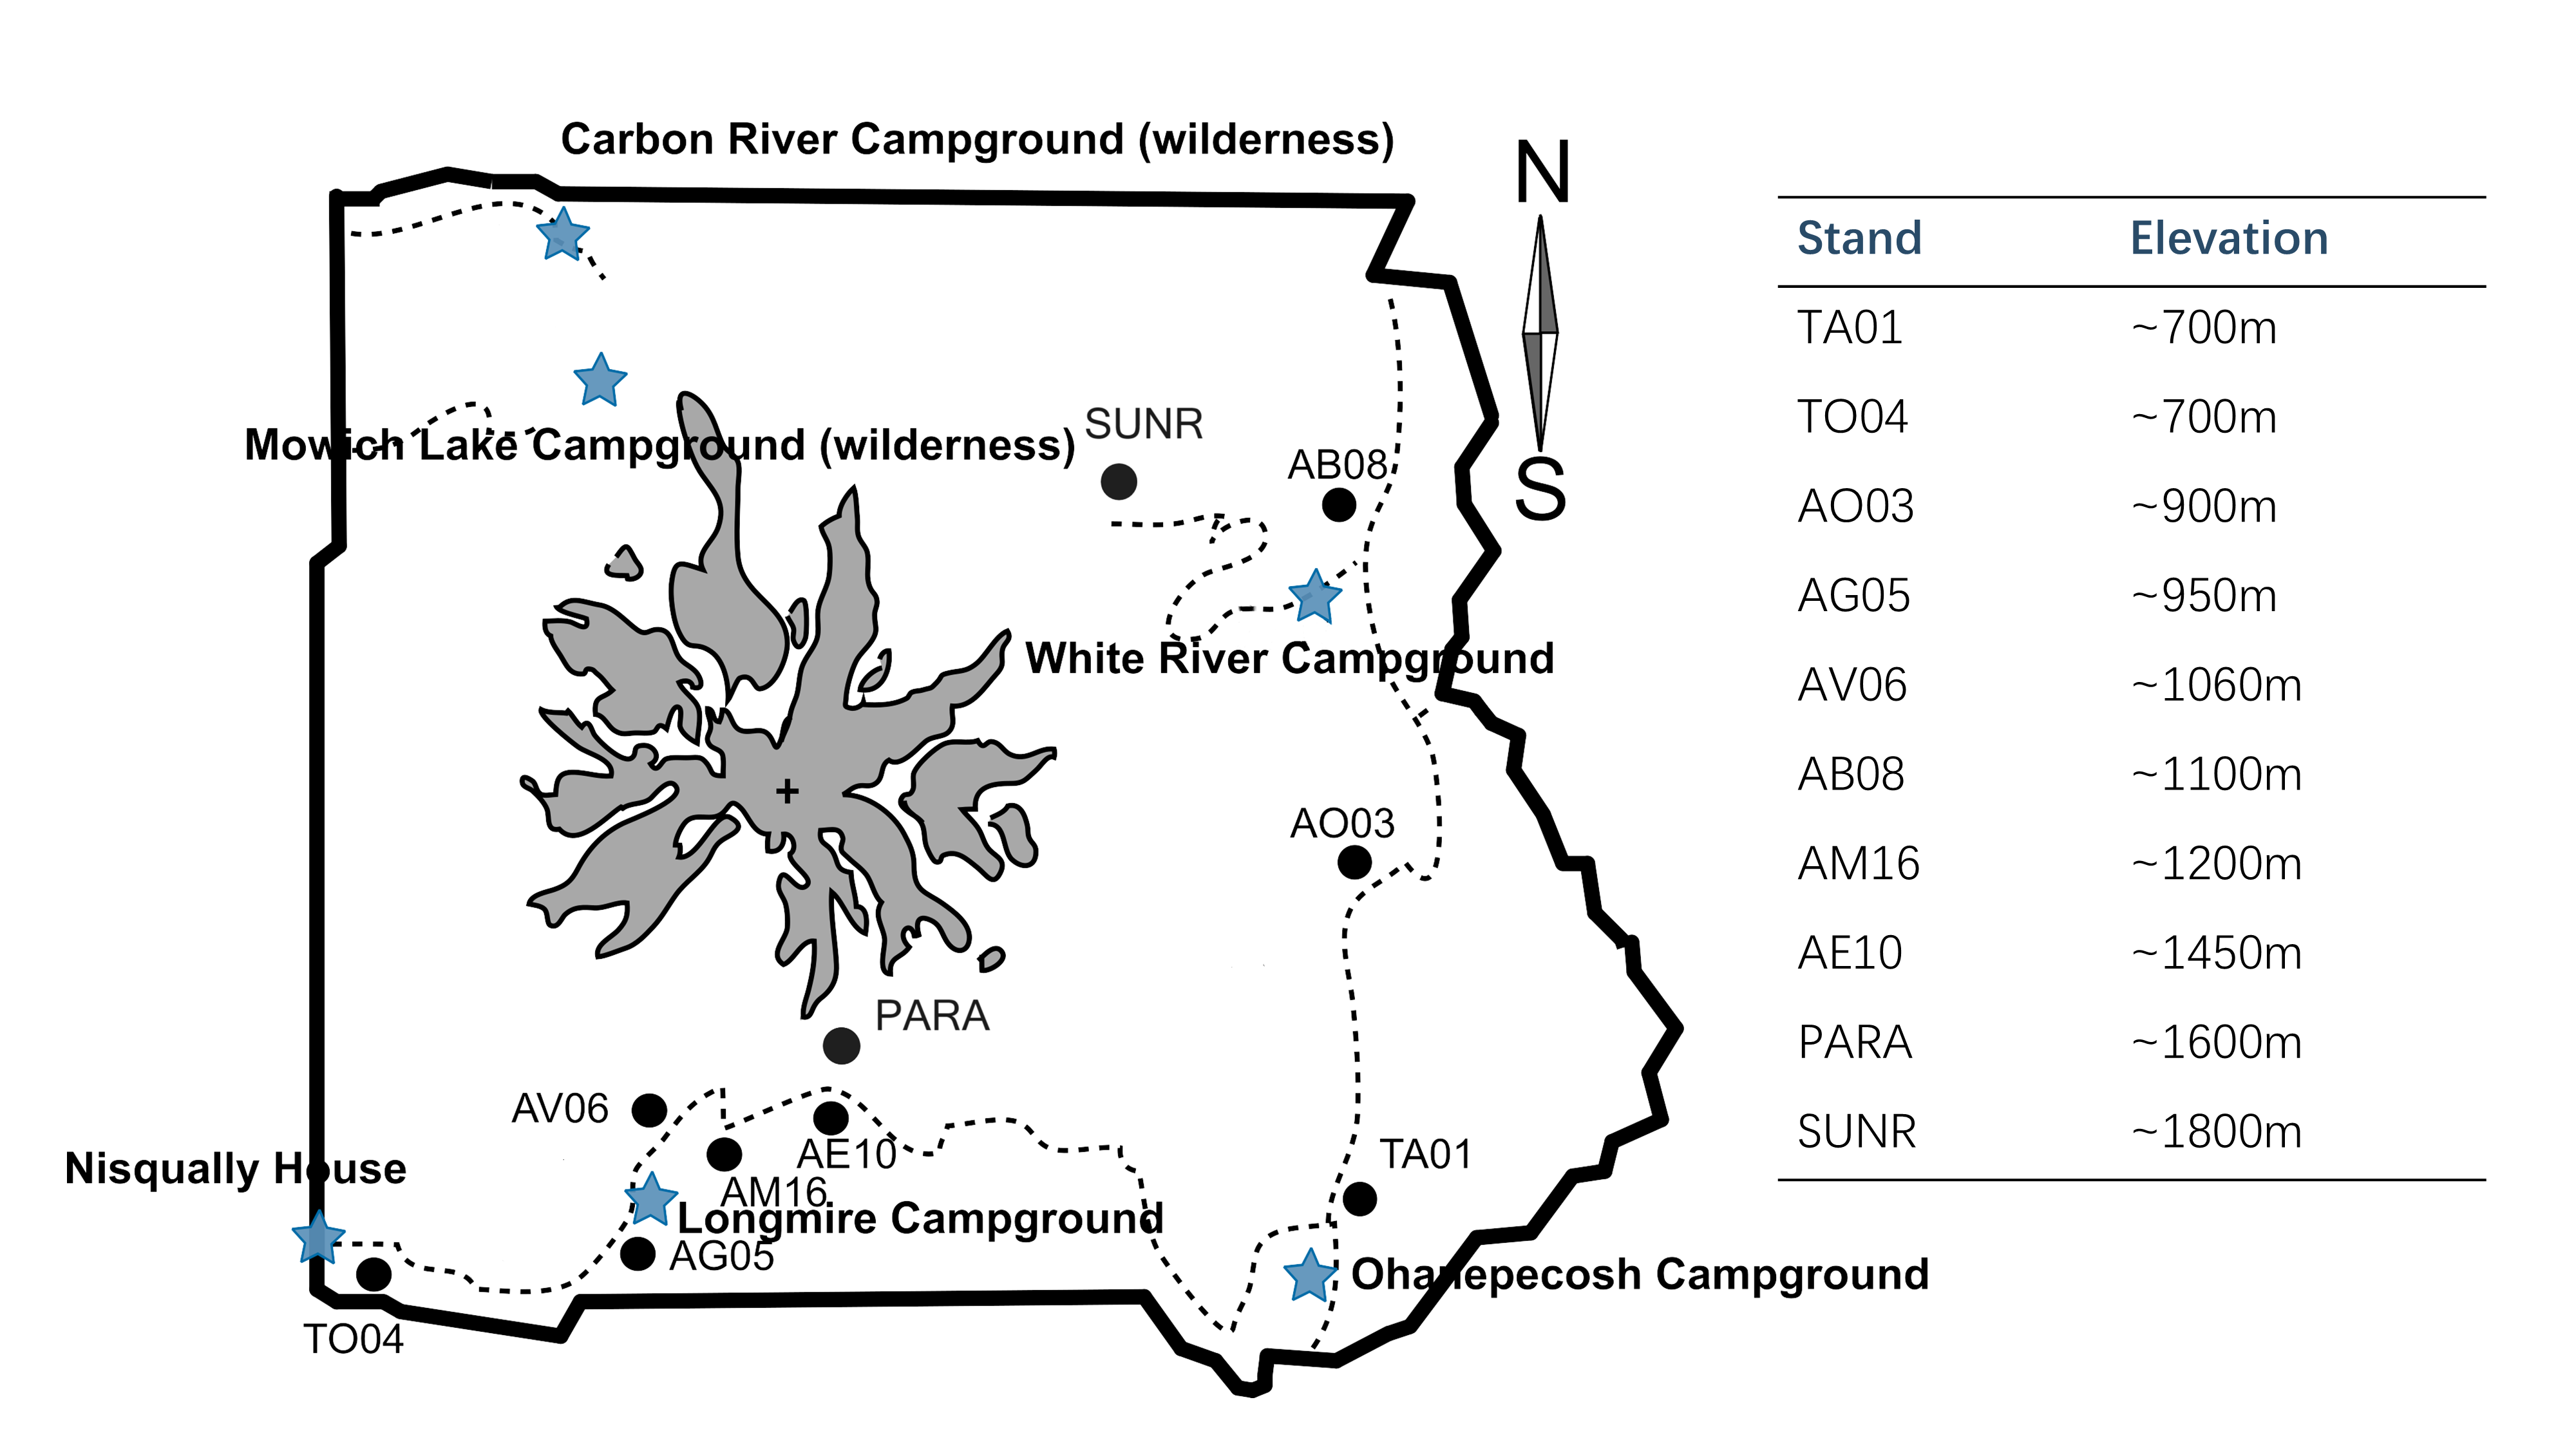 Carbon River Campground (wilderness)
N
S
Mowich Lake Campground (wilderness)
SUNR
AB08
White River Campground
AO03
PARA
AV06
AE10
AM16
Nisqually House
Longmire Campground
AG05
TA01
Ohanepecosh Campground
TO04
+
Stand Elevation
TA01 ~700m
TO04 ~700m
AO03 ~900m
AG05 ~950m
AV06 ~1060m
AB08 ~1100m
AM16 ~1200m
AE10 ~1450m
PARA ~1600m
SUNR ~1800m